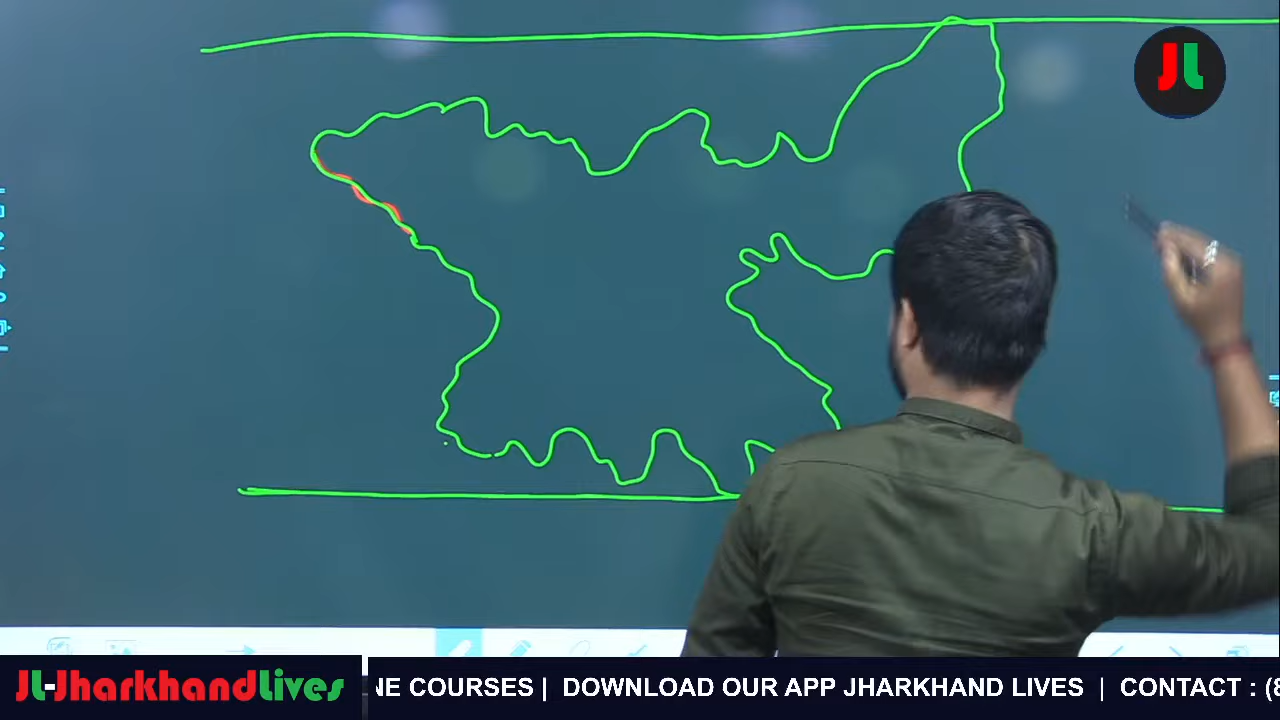 JL
JL-JharkhandLives
NE COURSES | DOWNLOAD OUR APP JHARKHAND LIVES | CONTACT : (8